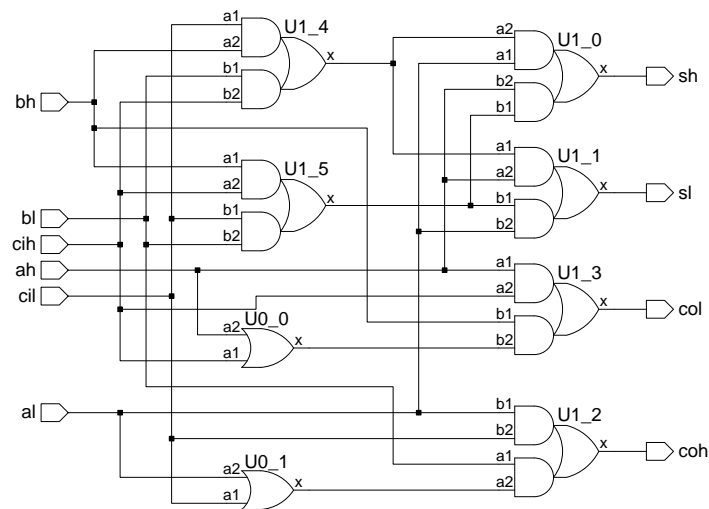 a1
U1_4
a2
x
b1
b2
bh
a1
U1_5
a2
x
b1
b2
bl
cih
ah
cil
U0_0
a2
x
a1
al
U0_1
a2
x
a1
a2
U1_0
a1
x
sh
b2
b1
a1
U1_1
a2
x
sl
b1
b2
a1
U1_3
a2
x
col
b1
b2
b1
U1_2
b2
x
coh
a1
a2